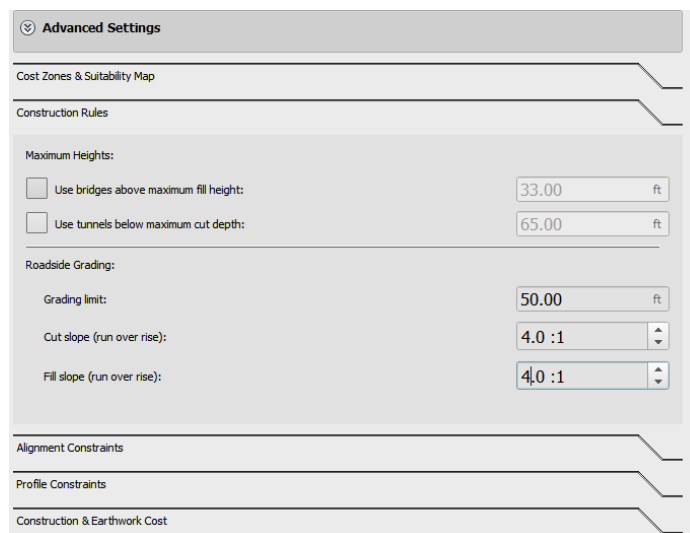 Advanced Settings
Cost Zones & Suitability Map
Construction Rules
Maximum Heights:
Use bridges above maximum fill height: 33.00 ft
Use tunnels below maximum cut depth: 65.00 ft
Roadside Grading:
Grading limit: 50.00 ft
Cut slope (run over rise): 4.0 :1
Fill slope (run over rise): 4.0 :1
Alignment Constraints
Profile Constraints
Construction & Earthwork Cost